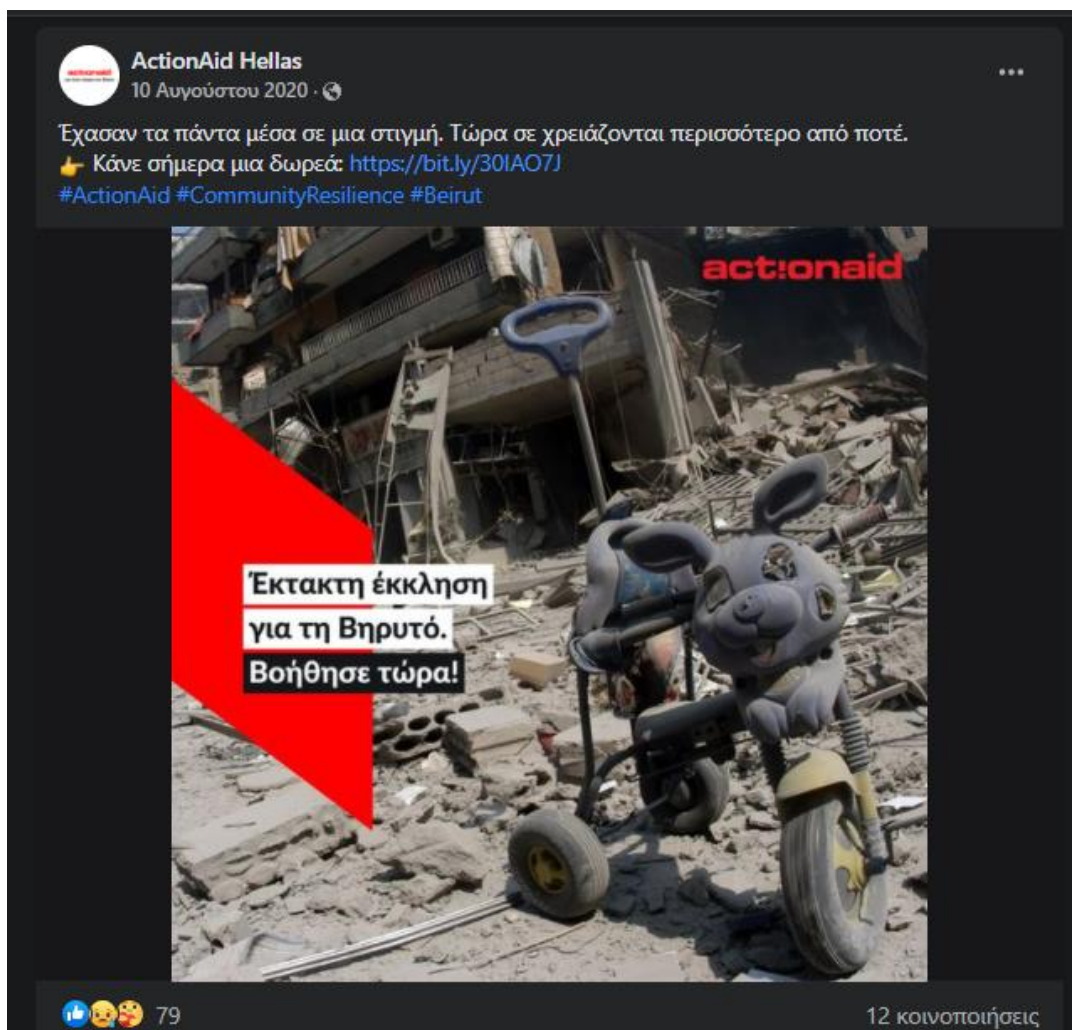 ActionAid Hellas
10 Αυγούστου 2020 ·
Έχασαν τα πάντα μέσα σε μια στιγμή. Τώρα σε χρειάζονται περισσότερο από ποτέ.
👉 Κάνε σήμερα μια δωρεά: https://bit.ly/30IAO7J
#ActionAid #CommunityResilience #Beirut
act!onaid
Έκτακτη έκκληση
για τη Βηρυτό.
Βοήθησε τώρα!
79
12 κοινοποιήσεις